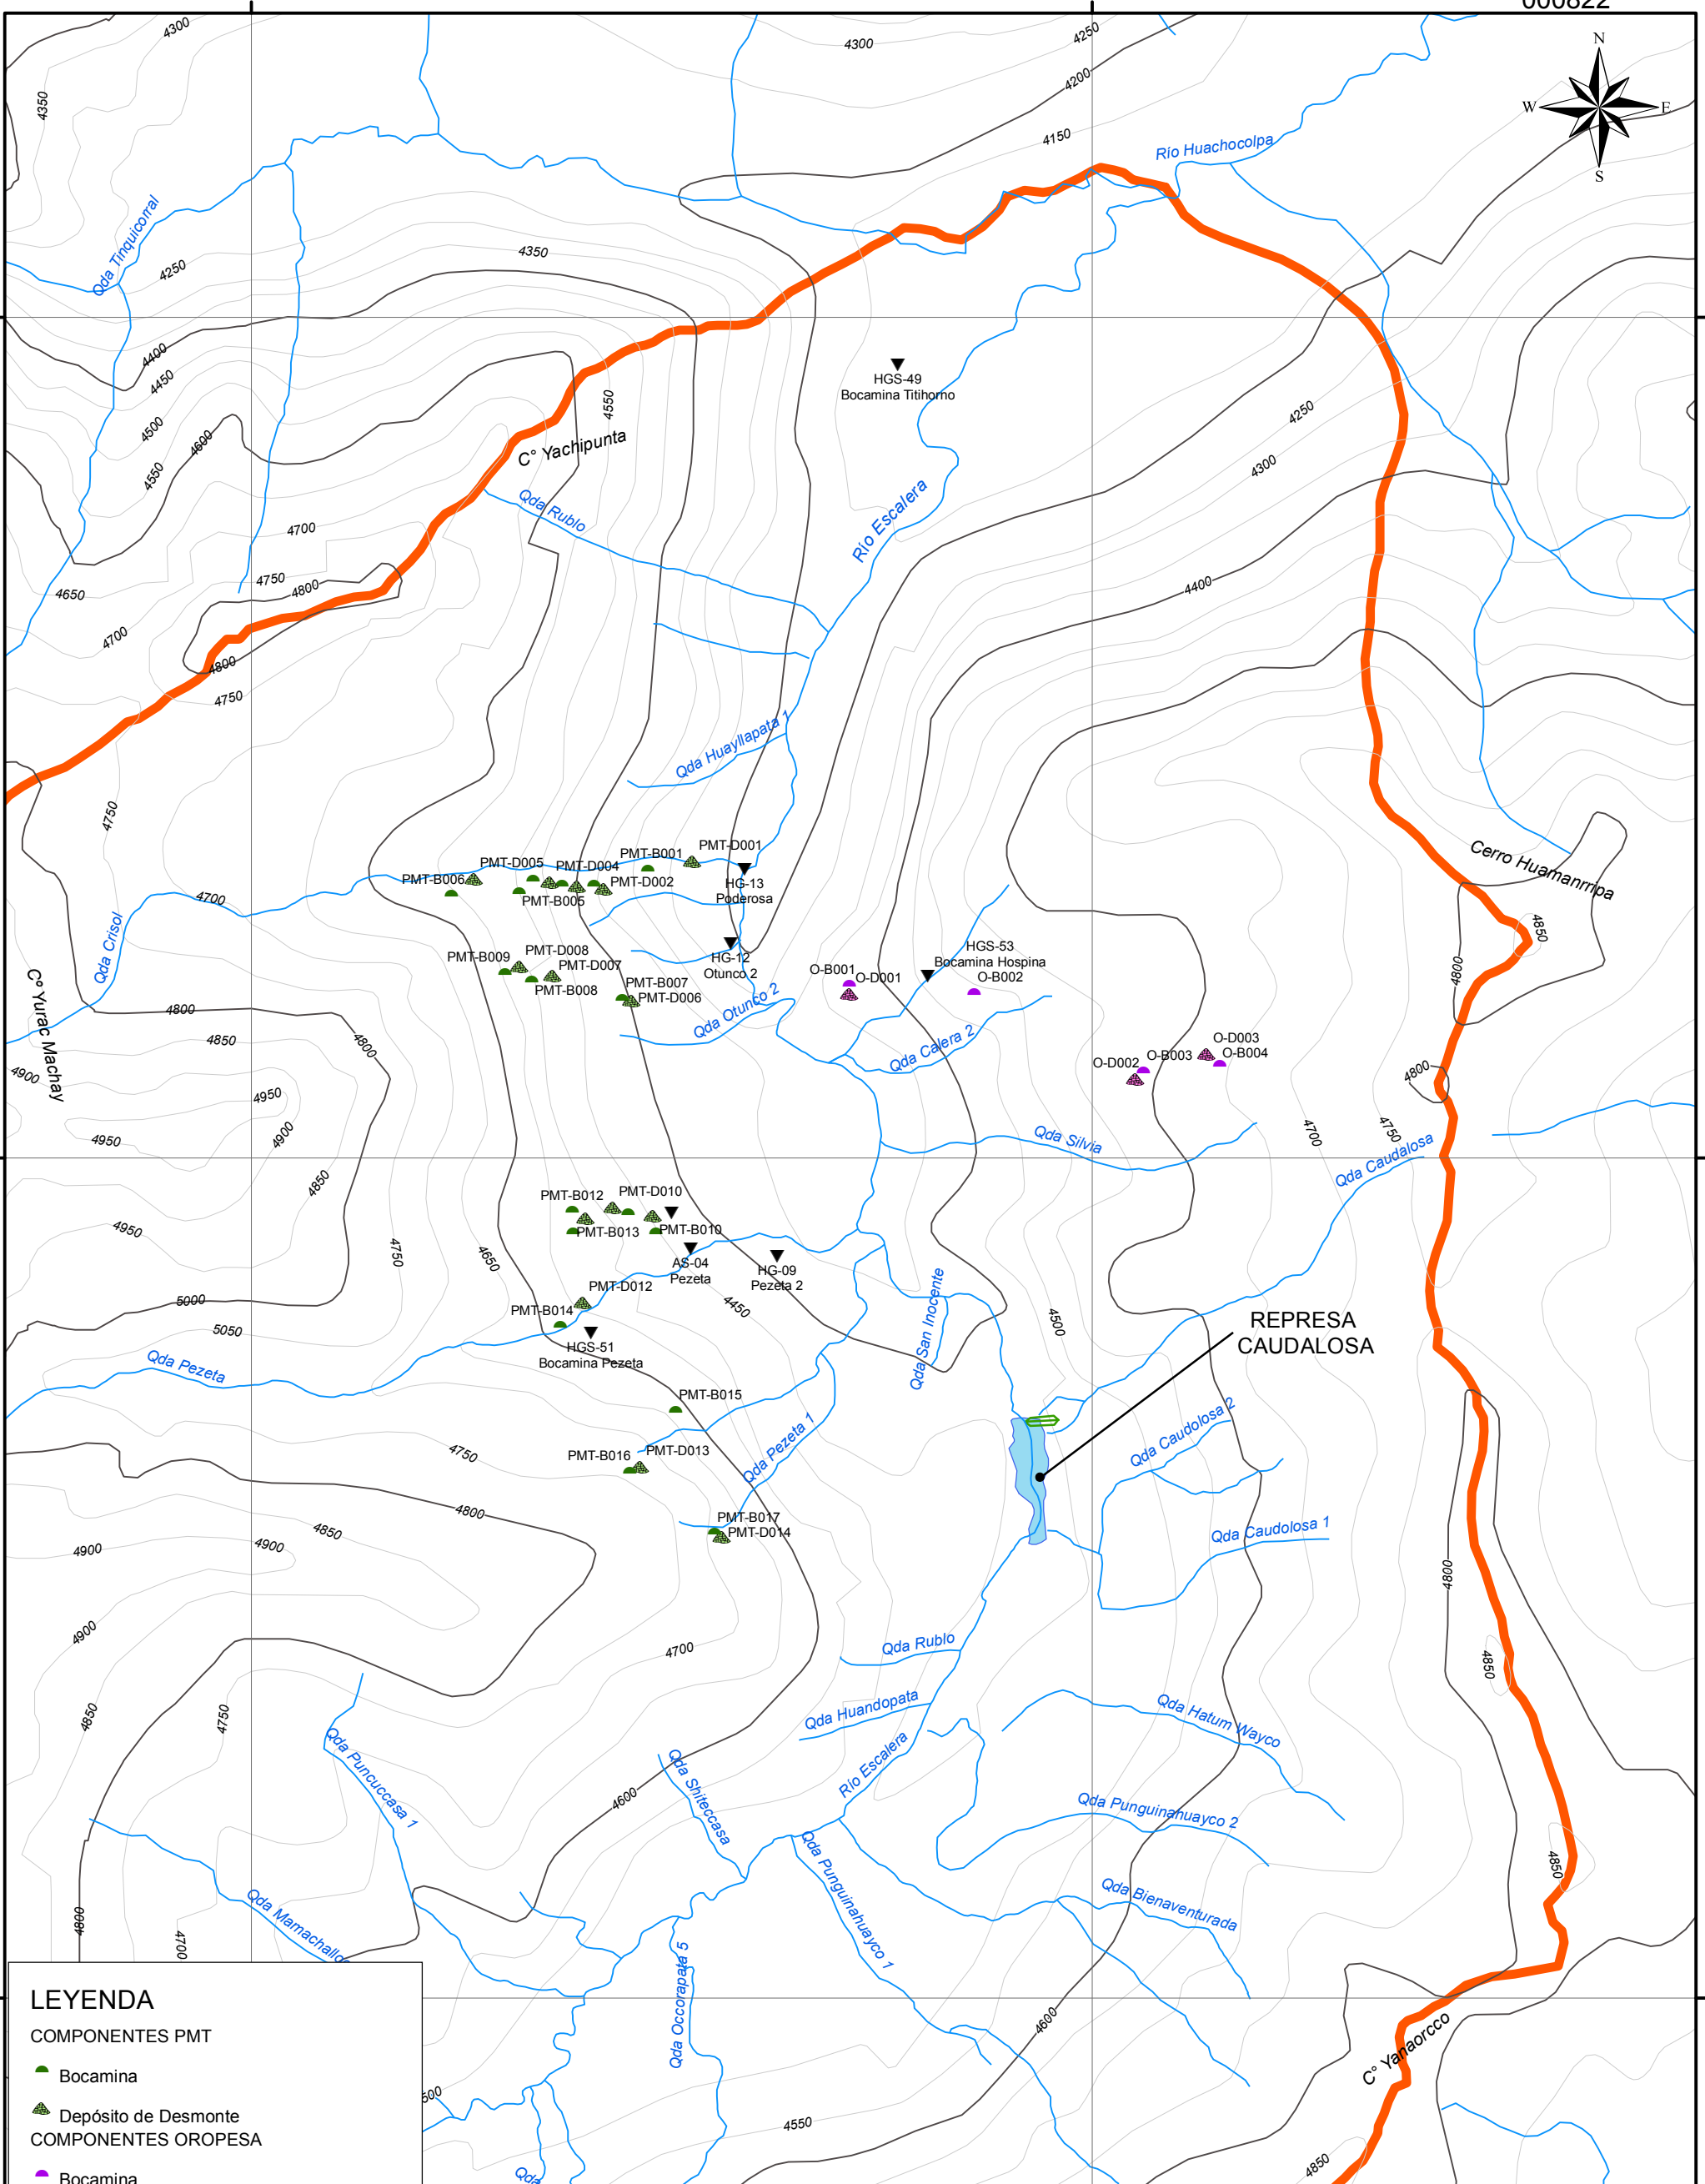 000822
4300
4300
4250
N
4350
4200
W
E
4150
Río Huachocolpa
S
Qda Tinquicorral
4350
4250
4400
HGS-49
4450
Bocamina Titihorno
4550
4250
4500
4600
C° Yachipunta
4300
4550
Río Escalera
Qda Rublo
4700
4750
4800
4400
4650
4700
4800
4750
Qda Huayllapata 1
4750
PMT-D001
PMT-B001
Cerro Huamanrripa
PMT-D005
PMT-D004
PMT-B006
PMT-D002
HG-13
Poderosa
PMT-B005
4700
4850
Qda Crisol
HGS-53
Bocamina Hospina
PMT-D008
PMT-B009
HG-12
Otunco 2
PMT-D007
O-B001
O-D001
O-B002
4800
C° Yurac Machay
PMT-B008
PMT-B007
PMT-D006
4800
Qda Otunco 2
4850
4800
Qda Calera 2
O-D003
O-B003
O-B004
O-D002
4900
4800
4950
4900
4950
Qda Silvia
4700
4750
Qda Caudalosa
4850
PMT-B012
PMT-D010
4950
PMT-B013
PMT-B010
4750
4650
AS-04
Pezeta
HG-09
Pezeta 2
PMT-D012
5000
4450
Qda San Inocente
4500
PMT-B014
REPRESA
CAUDALOSA
5050
HGS-51
Bocamina Pezeta
Qda Pezeta
PMT-B015
4750
Qda Pezeta 1
Qda Caudolosa 2
PMT-B016
PMT-D013
4800
PMT-B017
PMT-D014
4850
4900
4900
Qda Caudolosa 1
4800
4900
Qda Rublo
4700
4850
4850
4750
Qda Huandopata
Qda Hatum Wayco
Qda Puncuccasa 1
Río Escalera
Qda Shiteccasa
4600
Qda Punguinahuayco 2
Qda Punguinahuayco 1
4850
Qda Bienaventurada
4800
4700
Qda Mamachalloc
Qda Occorapata 5
LEYENDA
4600
C° Yanaorcco
COMPONENTES PMT
Bocamina
500
Depósito de Desmonte
4550
COMPONENTES OROPESA
4850
Bocamina
Qda